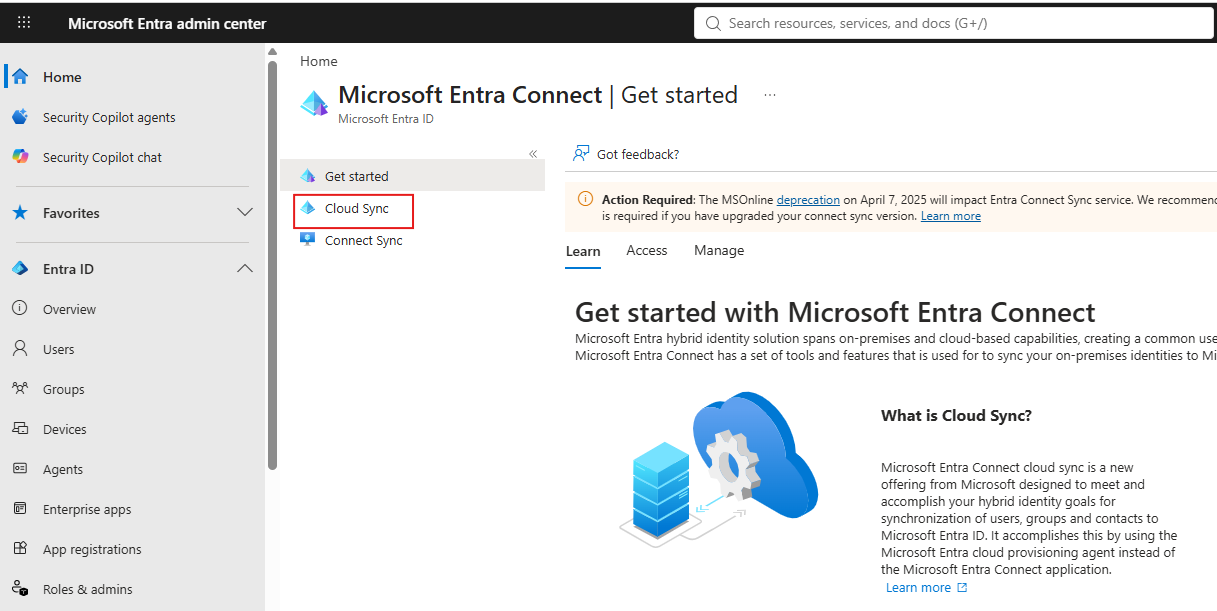 Microsoft Entra admin center
Search resources, services, and docs (G+/)
Home
Security Copilot agents
Security Copilot chat
Favorites
Entra ID
Overview
Users
Groups
Devices
Agents
Enterprise apps
App registrations
Roles & admins
Home
Microsoft Entra Connect | Get started ...
Microsoft Entra ID
«
Get started
Cloud Sync
Connect Sync
Got feedback?
Action Required: The MSOnline deprecation on April 7, 2025 will impact Entra Connect Sync service. We recommend
is required if you have upgraded your connect sync version. Learn more
Learn Access Manage
Get started with Microsoft Entra Connect
Microsoft Entra hybrid identity solution spans on-premises and cloud-based capabilities, creating a common use
Microsoft Entra Connect has a set of tools and features that is used for to sync your on-premises identities to Mi
What is Cloud Sync?
Microsoft Entra Connect cloud sync is a new
offering from Microsoft designed to meet and
accomplish your hybrid identity goals for
synchronization of users, groups and contacts to
Microsoft Entra ID. It accomplishes this by using the
Microsoft Entra cloud provisioning agent instead of
the Microsoft Entra Connect application.
Learn more